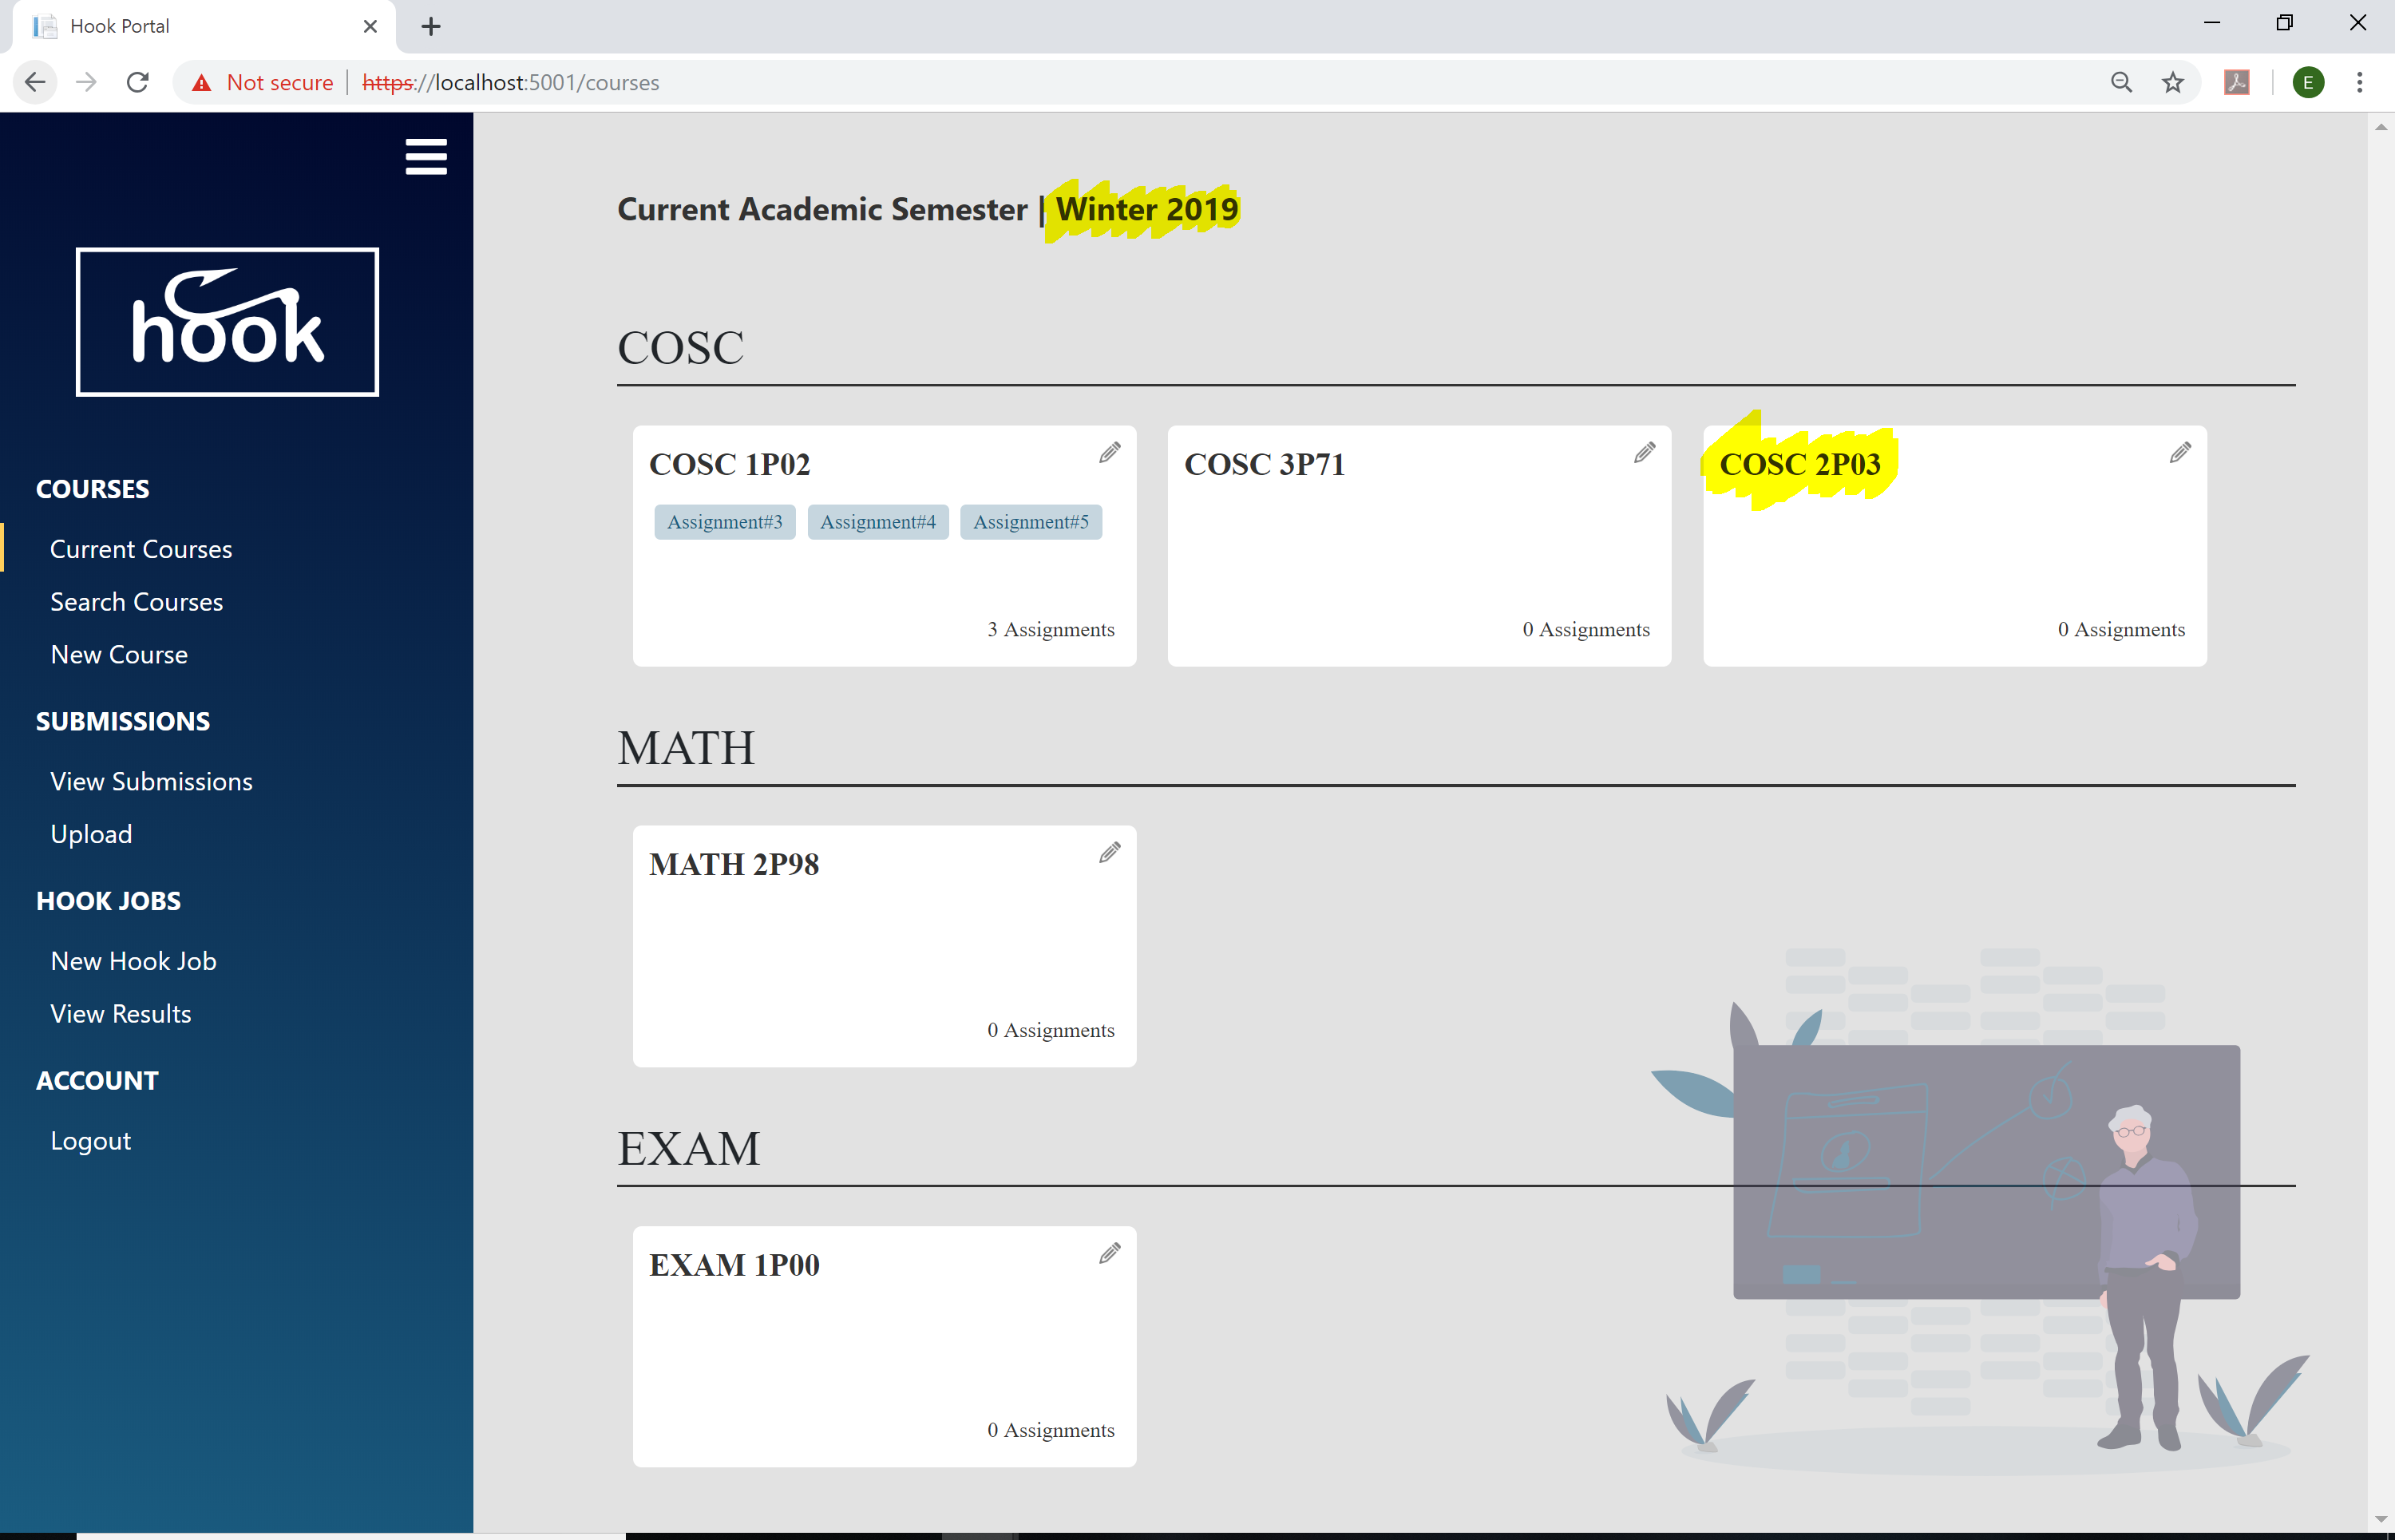 Hook Portal
Not secure | https://localhost:5001/courses
E
hook
COURSES
Current Courses
Search Courses
New Course
SUBMISSIONS
View Submissions
Upload
HOOK JOBS
New Hook Job
View Results
ACCOUNT
Logout
Current Academic Semester | Winter 2019
COSC
COSC 1P02
Assignment#3 Assignment#4 Assignment#5
3 Assignments
COSC 3P71
0 Assignments
COSC 2P03
0 Assignments
MATH
MATH 2P98
0 Assignments
EXAM
EXAM 1P00
0 Assignments